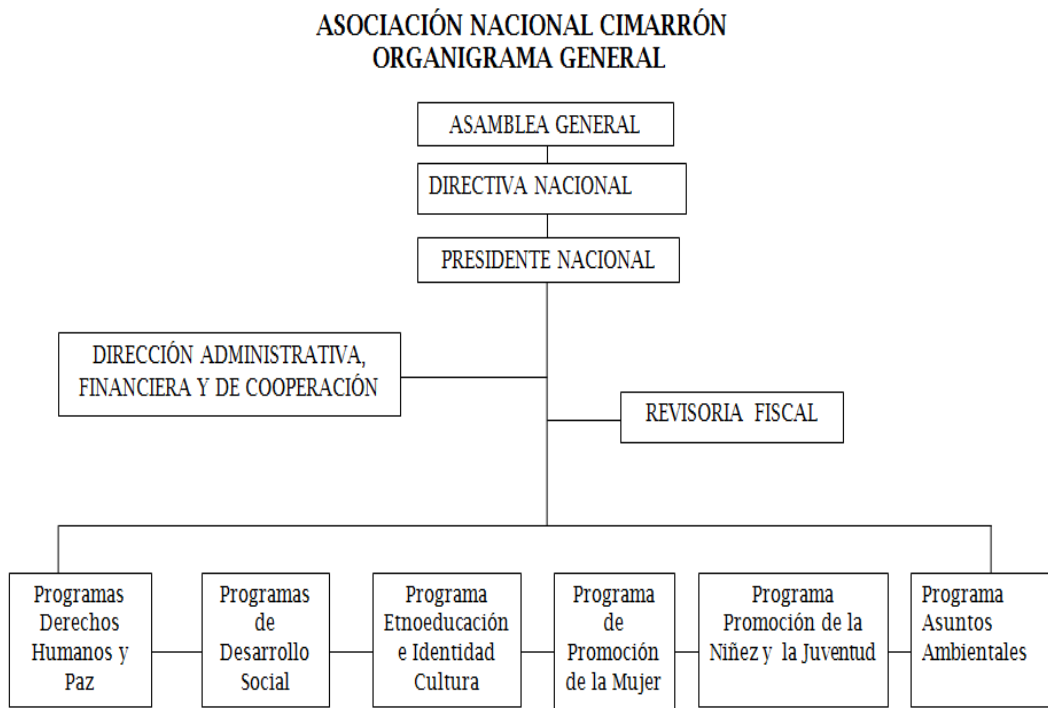 ASOCIACIÓN NACIONAL CIMARRÓN
ORGANIGRAMA GENERAL
ASAMBLEA GENERAL
DIRECTIVA NACIONAL
PRESIDENTE NACIONAL
DIRECCIÓN ADMINISTRATIVA,
FINANCIERA Y DE COOPERACIÓN
REVISORIA FISCAL
Programas
Derechos
Humanos y
Paz
Programas
de
Desarrollo
Social
Programa
Etnoeducación
e Identidad
Cultura
Programa
de
Promoción
de la Mujer
Programa
Promoción de la
Niñez y la Juventud
Programa
Asuntos
Ambientales